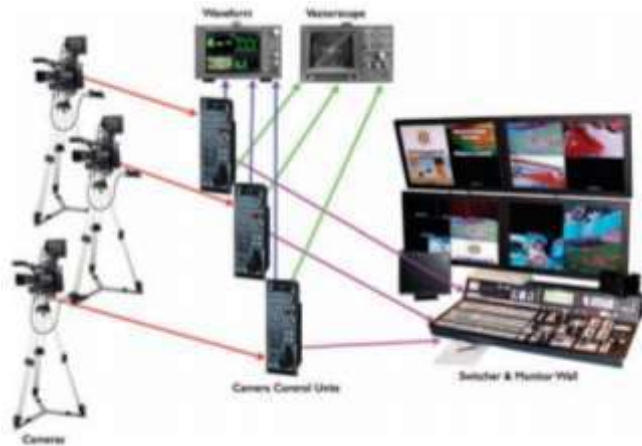 Waveform
Vectorscope
Camera Control Units
Switcher & Monitor Wall
Cameras